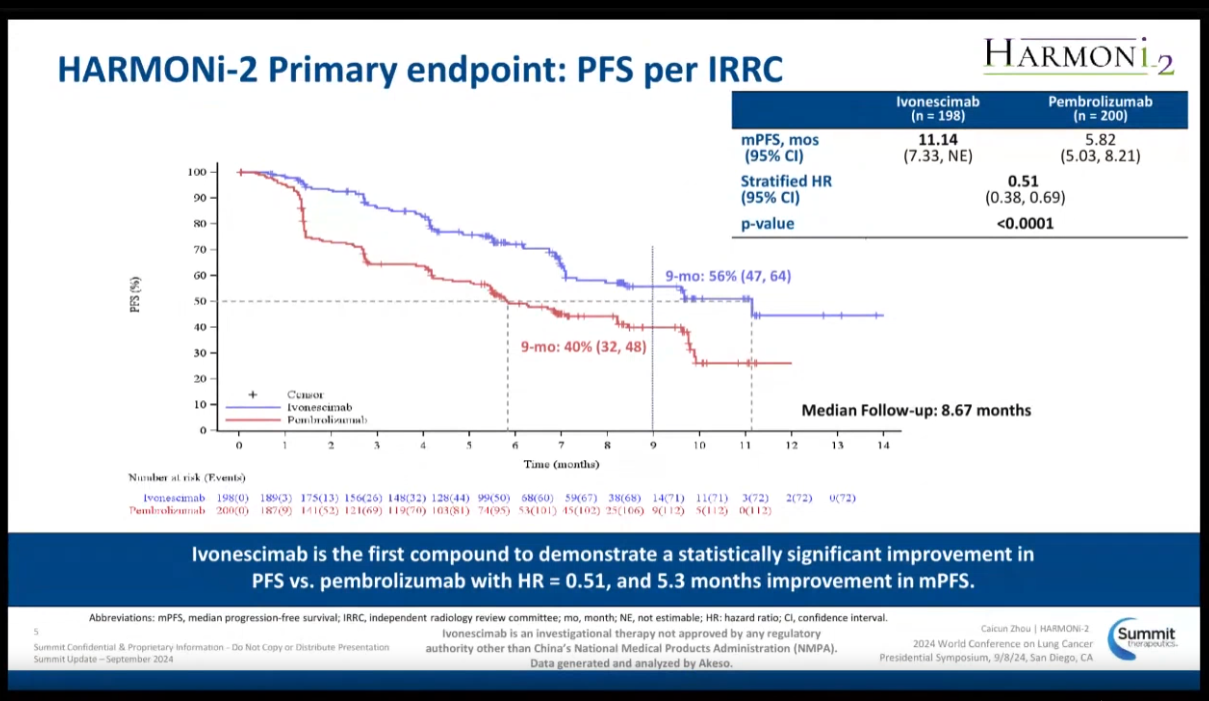 HARMONi-2 Primary endpoint: PFS per IRRC
HARMONi-2
Ivonescimab
(n = 198)
Pembrolizumab
(n = 200)
mPFS, mos
(95% CI)
11.14
(7.33, NE)
5.82
(5.03, 8.21)
Stratified HR
(95% CI)
0.51
(0.38, 0.69)
p-value
<0.0001
PFS (%)
100
90
80
70
60
50
40
30
20
10
0
9-mo: 56% (47, 64)
9-mo: 40% (32, 48)
+ Censor
Ivonescimab
Pembrolizumab
Median Follow-up: 8.67 months
0 1 2 3 4 5 6 7 8 9 10 11 12 13 14
Time (months)
Number at risk (Events)
Ivonescimab 198(0) 189(3) 175(13) 156(26) 148(32) 128(44) 99(50) 68(60) 59(67) 38(68) 14(71) 11(71) 3(72) 2(72) 0(72)
Pembrolizumab 200(0) 187(9) 141(52) 121(69) 119(70) 103(81) 74(95) 53(101) 45(102) 25(106) 9(112) 5(112) 0(112)
Ivonescimab is the first compound to demonstrate a statistically significant improvement in
PFS vs. pembrolizumab with HR = 0.51, and 5.3 months improvement in mPFS.
Abbreviations: mPFS, median progression-free survival; IRRC, independent radiology review committee; mo, month; NE, not estimable; HR: hazard ratio; CI, confidence interval.
5
Summit Confidential & Proprietary Information - Do Not Copy or Distribute Presentation
Summit Update – September 2024
Ivonescimab is an investigational therapy not approved by any regulatory
authority other than China's National Medical Products Administration (NMPA).
Data generated and analyzed by Akeso.
Caicun Zhou | HARMONi-2
2024 World Conference on Lung Cancer
Presidential Symposium, 9/8/24, San Diego, CA
Summit
therapeutics